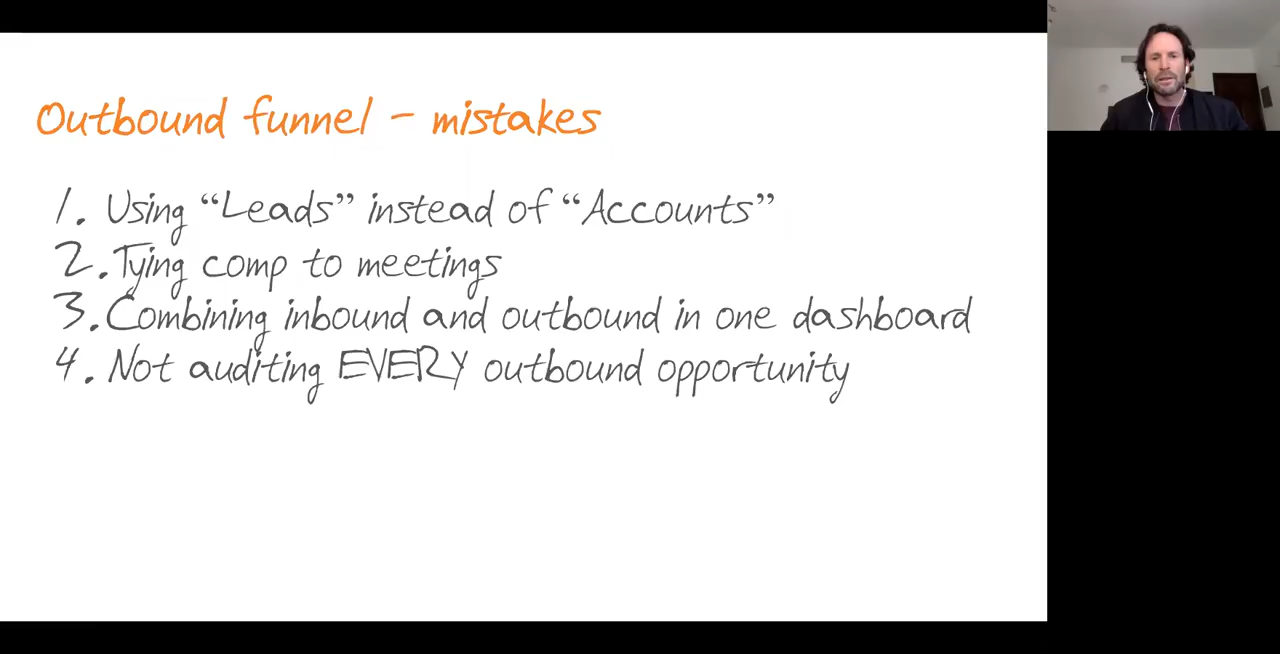 Outbound funnel - mistakes
1. Using “Leads” instead of “Accounts”
2. Tying comp to meetings
3. Combining inbound and outbound in one dashboard
4. Not auditing EVERY outbound opportunity